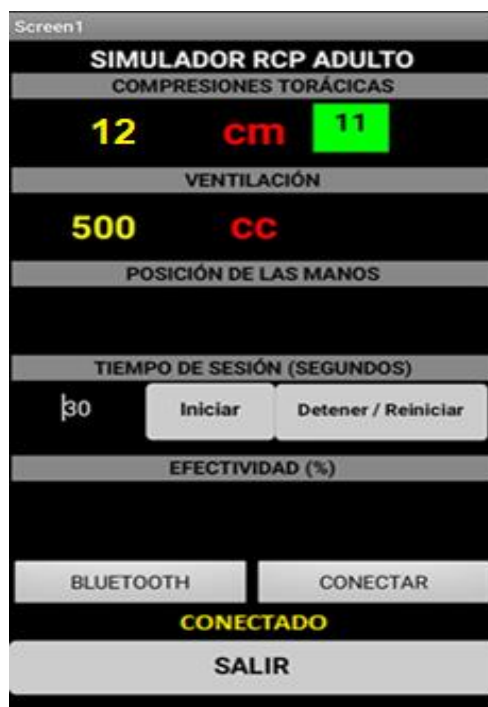 Screen1
SIMULADOR RCP ADULTO
COMPRESIONES TORÁCICAS
12 cm 11
VENTILACIÓN
500 cc
POSICIÓN DE LAS MANOS
TIEMPO DE SESIÓN (SEGUNDOS)
30 Iniciar Detener / Reiniciar
EFECTIVIDAD (%)
BLUETOOTH CONECTAR
CONECTADO
SALIR